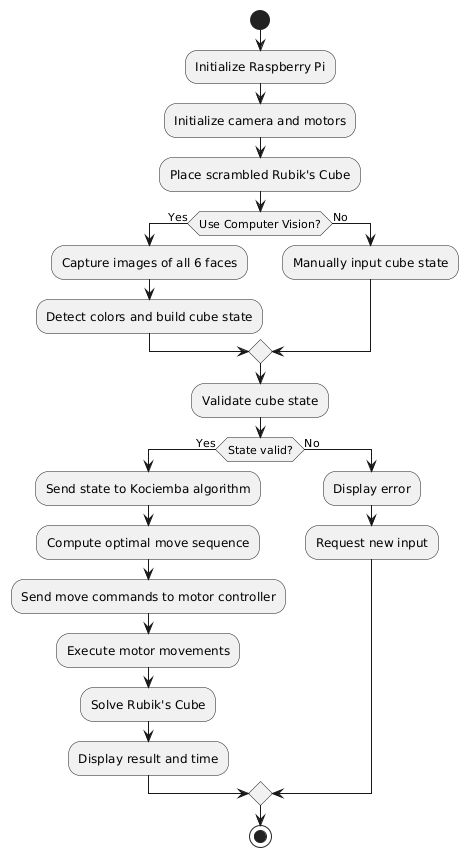 Initialize Raspberry Pi
Initialize camera and motors
Place scrambled Rubik's Cube
Use Computer Vision?
Yes
No
Capture images of all 6 faces
Manually input cube state
Detect colors and build cube state
Validate cube state
State valid?
Yes
No
Send state to Kociemba algorithm
Display error
Compute optimal move sequence
Request new input
Send move commands to motor controller
Execute motor movements
Solve Rubik's Cube
Display result and time